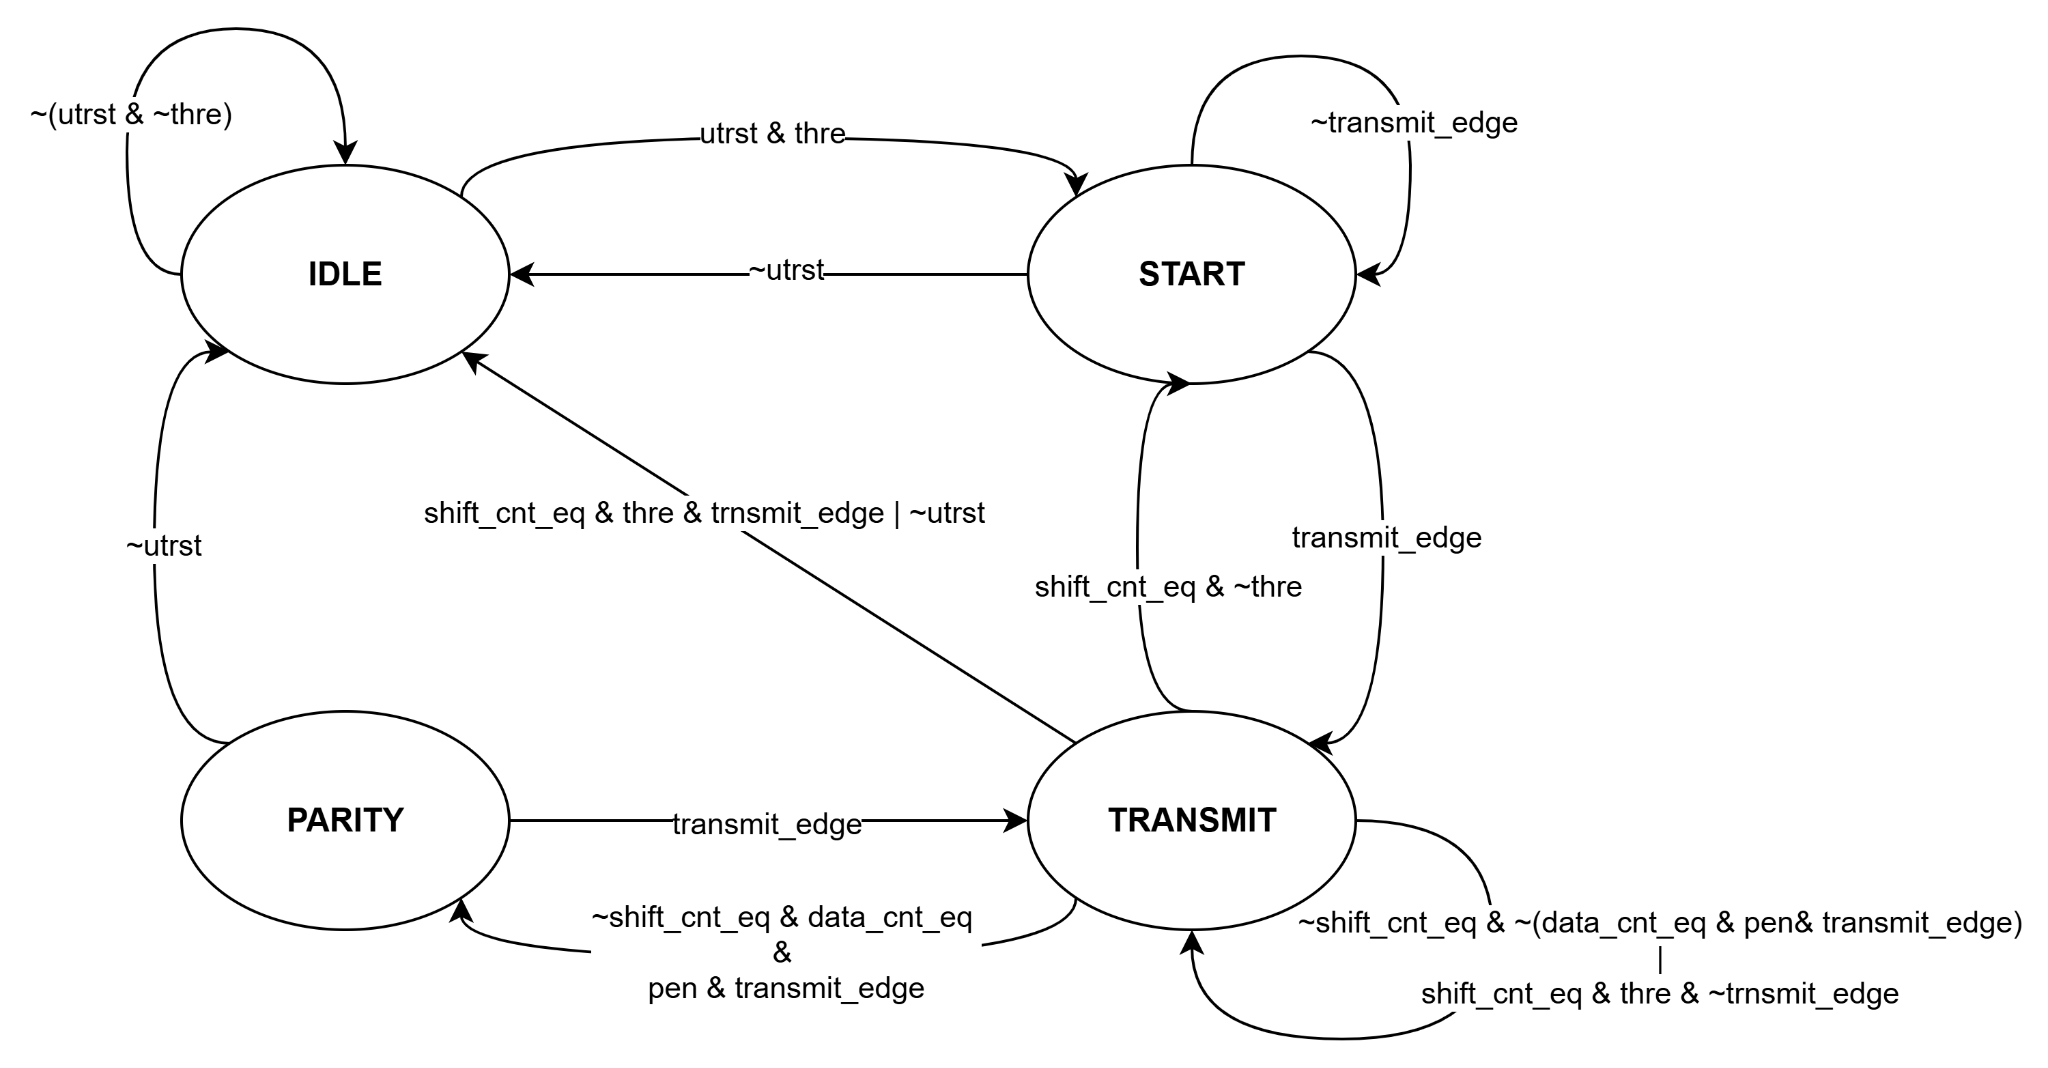 ~(utrst & ~thre)
utrst & thre
~transmit_edge
IDLE
~utrst
START
shift_cnt_eq & thre & trnsmit_edge | ~utrst
~utrst
transmit_edge
shift_cnt_eq & ~thre
PARITY
transmit_edge
TRANSMIT
~shift_cnt_eq & data_cnt_eq
&
pen & transmit_edge
~shift_cnt_eq & ~(data_cnt_eq & pen& transmit_edge)
|
shift_cnt_eq & thre & ~trnsmit_edge